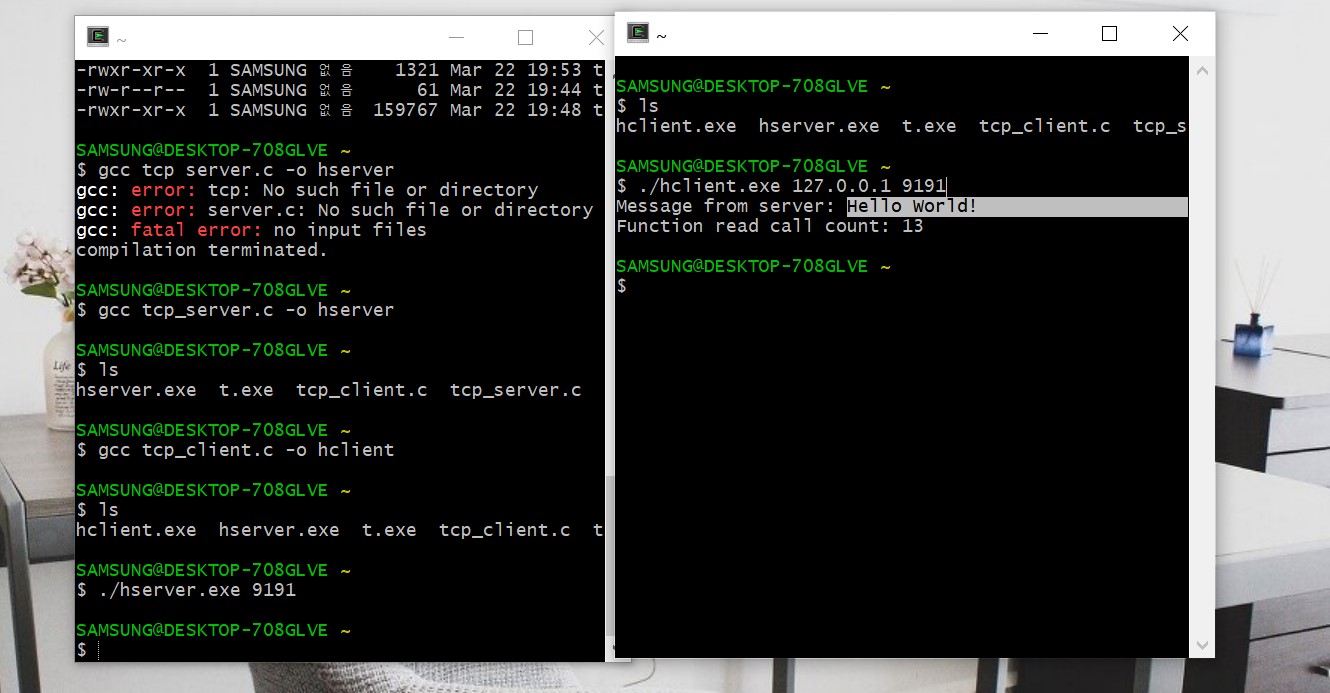 ~
-rwxr-xr-x  1 SAMSUNG 없음    1321 Mar 22 19:53 t
-rw-r--r--  1 SAMSUNG 없음      61 Mar 22 19:44 t
-rwxr-xr-x  1 SAMSUNG 없음  159767 Mar 22 19:48 t
SAMSUNG@DESKTOP-708GLVE ~
$ gcc tcp server.c -o hserver
gcc: error: tcp: No such file or directory
gcc: error: server.c: No such file or directory
gcc: fatal error: no input files
compilation terminated.
SAMSUNG@DESKTOP-708GLVE ~
$ gcc tcp_server.c -o hserver
SAMSUNG@DESKTOP-708GLVE ~
$ ls
hserver.exe  t.exe  tcp_client.c  tcp_server.c
SAMSUNG@DESKTOP-708GLVE ~
$ gcc tcp_client.c -o hclient
SAMSUNG@DESKTOP-708GLVE ~
$ ls
hclient.exe  hserver.exe  t.exe  tcp_client.c  t
SAMSUNG@DESKTOP-708GLVE ~
$ ./hserver.exe 9191
SAMSUNG@DESKTOP-708GLVE ~
$
~
SAMSUNG@DESKTOP-708GLVE ~
$ ls
hclient.exe  hserver.exe  t.exe  tcp_client.c  tcp_s
SAMSUNG@DESKTOP-708GLVE ~
$ ./hclient.exe 127.0.0.1 9191
Message from server: Hello World!
Function read call count: 13
SAMSUNG@DESKTOP-708GLVE ~
$
Life